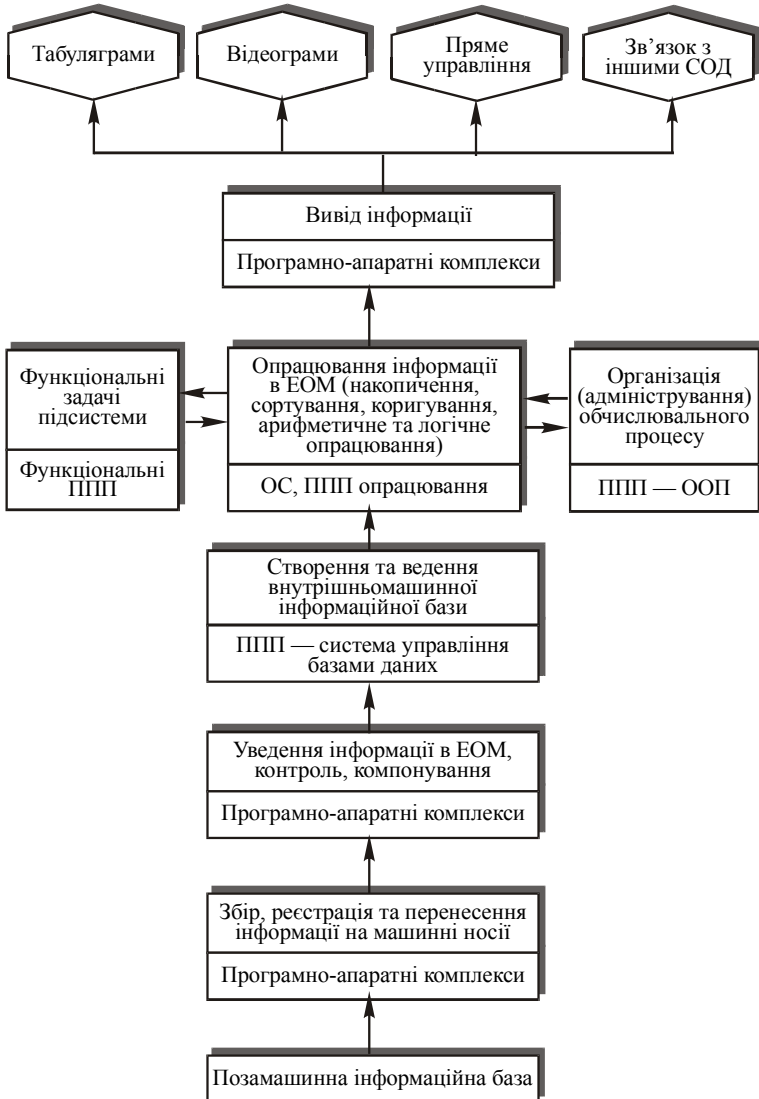 Табуляграми
Відеограми
Пряме
управління
Зв’язок з
іншими СОД
Вивід інформації
Програмно-апаратні комплекси
Функціональні
задачі
підсистеми
Функціональні
ППП
Опрацювання інформації
в ЕОМ (накопичення,
сортування, коригування,
арифметичне та логічне
опрацювання)
ОС, ППП опрацювання
Організація
(адміністрування)
обчислювального
процесу
ППП — ООП
Створення та ведення
внутрішньомашинної
інформаційної бази
ППП — система управління
базами даних
Уведення інформації в ЕОМ,
контроль, компонування
Програмно-апаратні комплекси
Збір, реєстрація та перенесення
інформації на машинні носії
Програмно-апаратні комплекси
Позамашинна інформаційна база